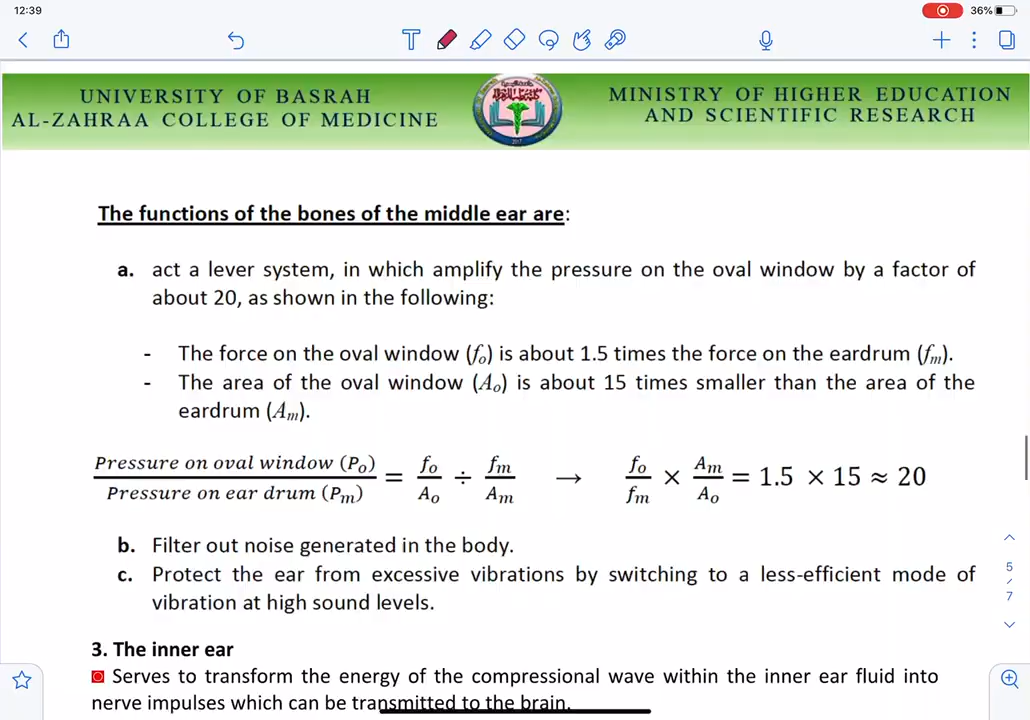 12:39
36%
UNIVERSITY OF BASRAH
AL-ZAHRAA COLLEGE OF MEDICINE
MINISTRY OF HIGHER EDUCATION
AND SCIENTIFIC RESEARCH
2017
The functions of the bones of the middle ear are:
a. act a lever system, in which amplify the pressure on the oval window by a factor of
about 20, as shown in the following:
- The force on the oval window (fₒ) is about 1.5 times the force on the eardrum (fₘ).
- The area of the oval window (Aₒ) is about 15 times smaller than the area of the
eardrum (Aₘ).
Pressure on oval window (Pₒ) / Pressure on ear drum (Pₘ) = fₒ/Aₒ ÷ fₘ/Aₘ → fₒ/fₘ × Aₘ/Aₒ = 1.5 × 15 ≈ 20
b. Filter out noise generated in the body.
c. Protect the ear from excessive vibrations by switching to a less-efficient mode of
vibration at high sound levels.
5
/
7
3. The inner ear
Serves to transform the energy of the compressional wave within the inner ear fluid into
nerve impulses which can be transmitted to the brain.